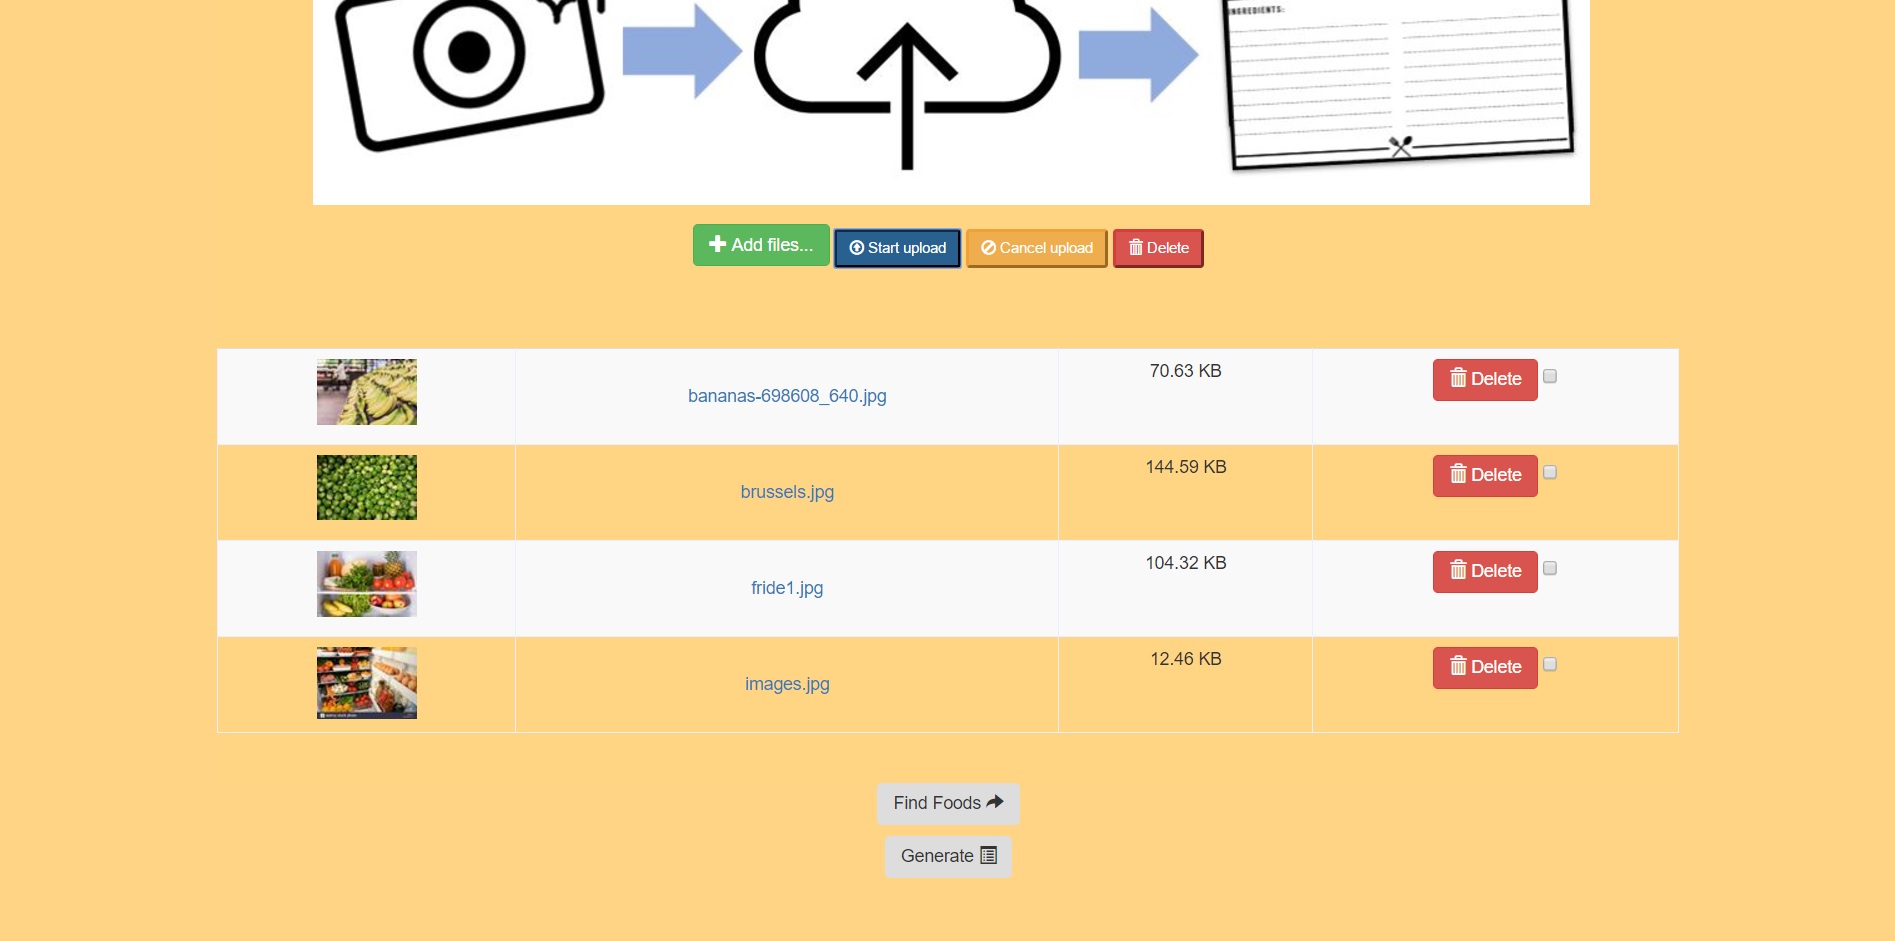 INGREDIENTS:
Add files...
Start upload
Cancel upload
Delete
bananas-698608_640.jpg
70.63 KB
Delete
brussels.jpg
144.59 KB
Delete
fride1.jpg
104.32 KB
Delete
images.jpg
12.46 KB
Delete
Find Foods
Generate